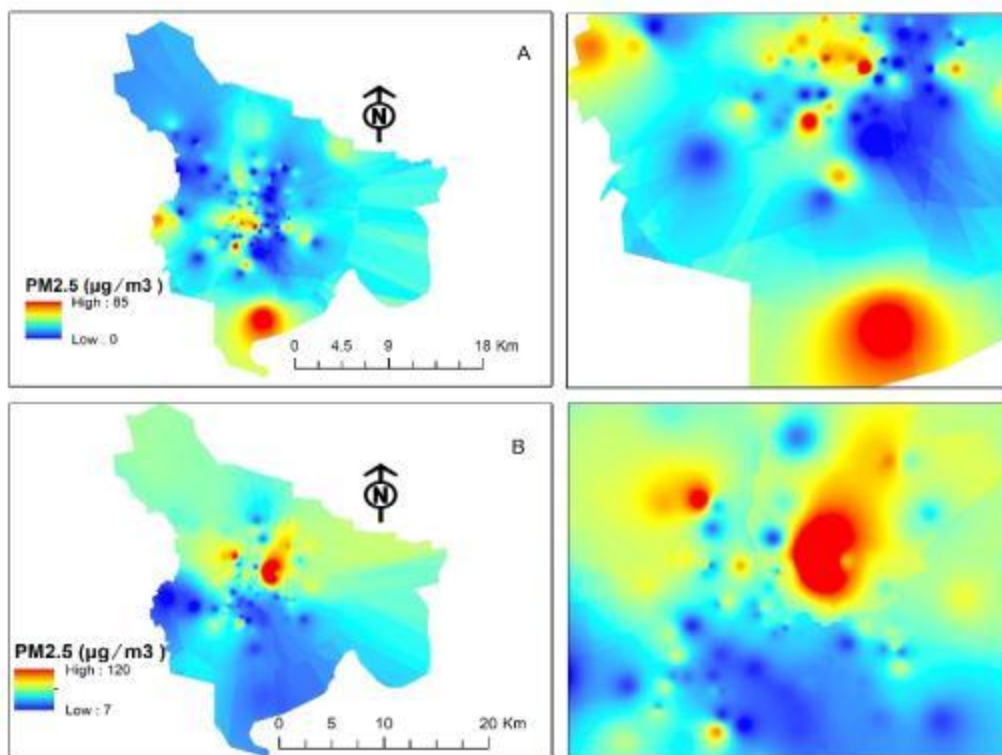 A
N
PM2.5 (µg/m3 )
High : 85
Low : 0
0 4.5 9 18 Km
B
N
PM2.5 (µg/m3 )
High : 120
Low : 7
0 5 10 20 Km